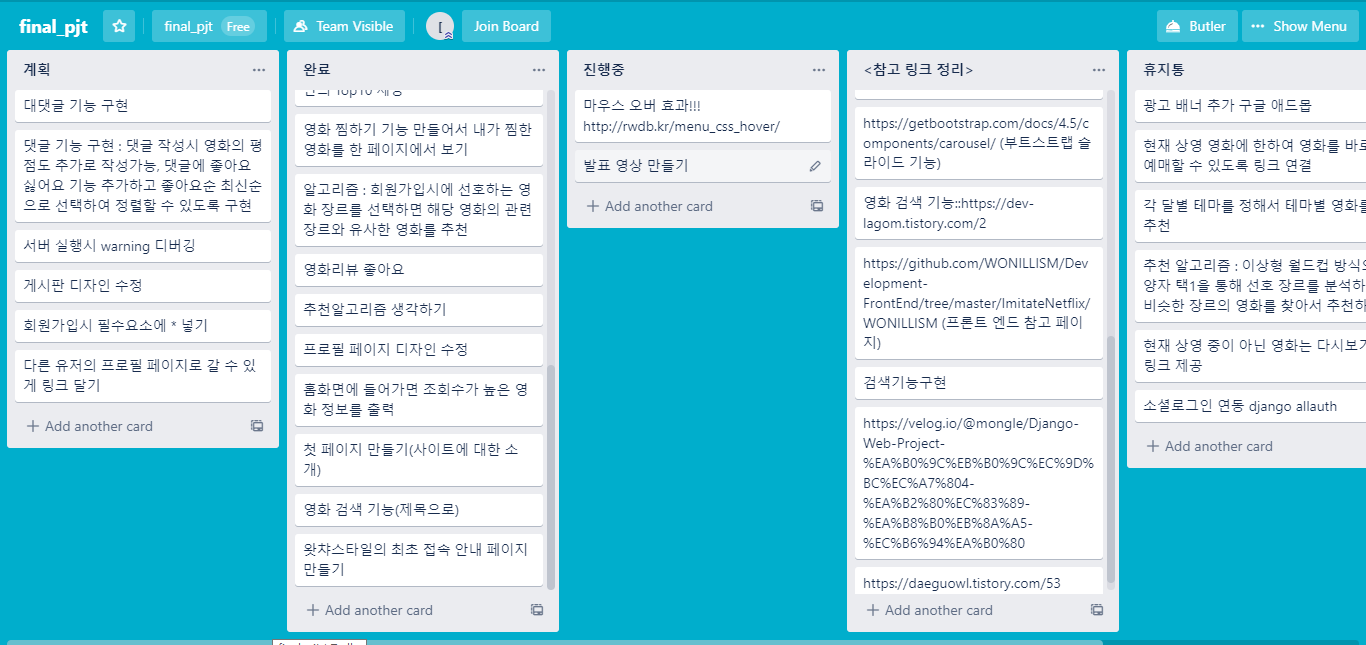 final_pjt
final_pjt Free
Team Visible
[
Join Board
Butler
Show Menu
계획
대댓글 기능 구현
댓글 기능 구현 : 댓글 작성시 영화의 평
점도 추가로 작성가능, 댓글에 좋아요
싫어요 기능 추가하고 좋아요순 최신순
으로 선택하여 정렬할 수 있도록 구현
서버 실행시 warning 디버깅
게시판 디자인 수정
회원가입시 필수요소에 * 넣기
다른 유저의 프로필 페이지로 갈 수 있
게 링크 달기
Add another card
완료
영화 찜하기 기능 만들어서 내가 찜한
영화를 한 페이지에서 보기
알고리즘 : 회원가입시에 선호하는 영
화 장르를 선택하면 해당 영화의 관련
장르와 유사한 영화를 추천
영화리뷰 좋아요
추천알고리즘 생각하기
프로필 페이지 디자인 수정
홈화면에 들어가면 조회수가 높은 영
화 정보를 출력
첫 페이지 만들기(사이트에 대한 소
개)
영화 검색 기능(제목으로)
왓챠스타일의 최초 접속 안내 페이지
만들기
Add another card
진행중
마우스 오버 효과!!!
http://rwdb.kr/menu_css_hover/
발표 영상 만들기
Add another card
<참고 링크 정리>
https://getbootstrap.com/docs/4.5/c
omponents/carousel/ (부트스트랩 슬
라이드 기능)
영화 검색 기능::https://dev-
lagom.tistory.com/2
https://github.com/WONILLISM/Dev
elopment-
FrontEnd/tree/master/ImitateNetflix/
WONILLISM (프론트 엔드 참고 페이
지)
검색기능구현
https://velog.io/@mongle/Django-
Web-Project-
%EA%B0%9C%EB%B0%9C%EC%9D%
BC%EC%A7%804-
%EA%B2%80%EC%83%89-
%EA%B8%B0%EB%8A%A5-
%EC%B6%94%EA%B0%80
https://daeguowl.tistory.com/53
Add another card
휴지통
광고 배너 추가 구글 애드몹
현재 상영 영화에 한하여 영화를 바로
예매할 수 있도록 링크 연결
각 달별 테마를 정해서 테마별 영화를
추천
추천 알고리즘 : 이상형 월드컵 방식으
양자 택1을 통해 선호 장르를 분석하
비슷한 장르의 영화를 찾아서 추천하
현재 상영 중이 아닌 영화는 다시보기
링크 제공
소셜로그인 연동 django allauth
Add another card